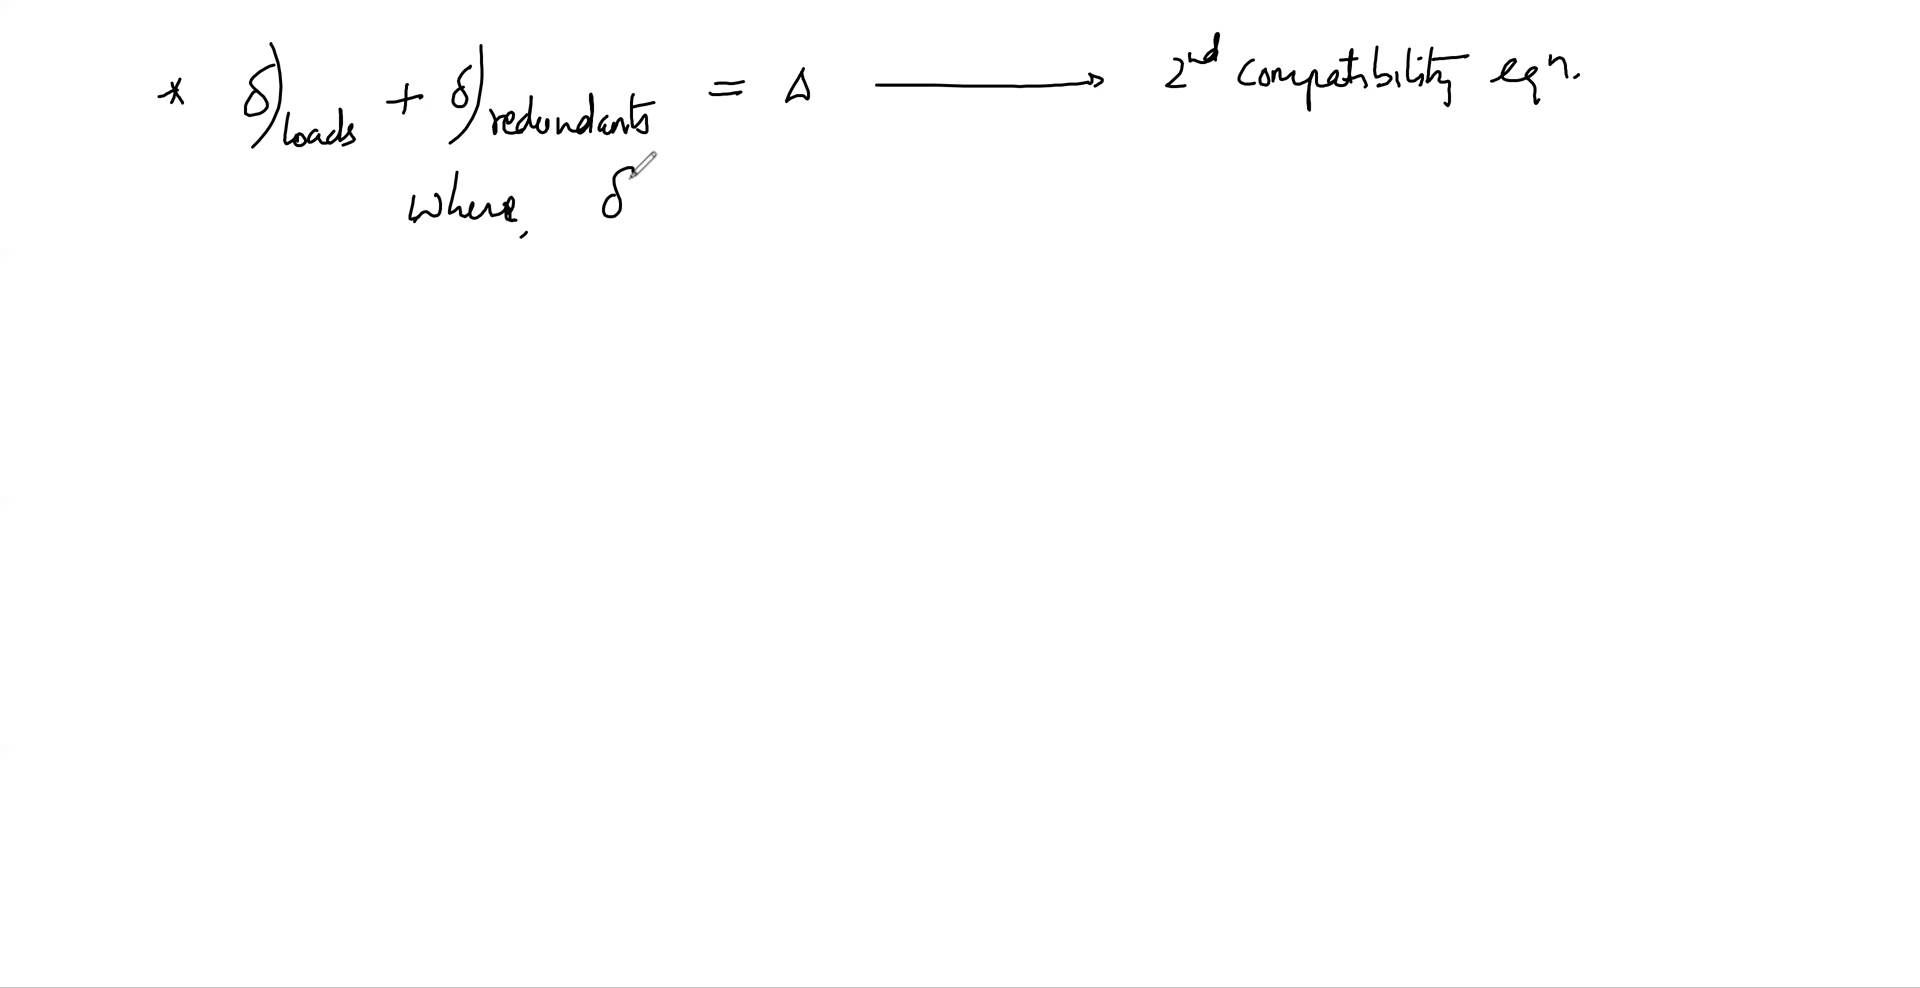 * δ)loads + δ)redundants = Δ ⟶ 2nd compatibility eqn.
where, δ